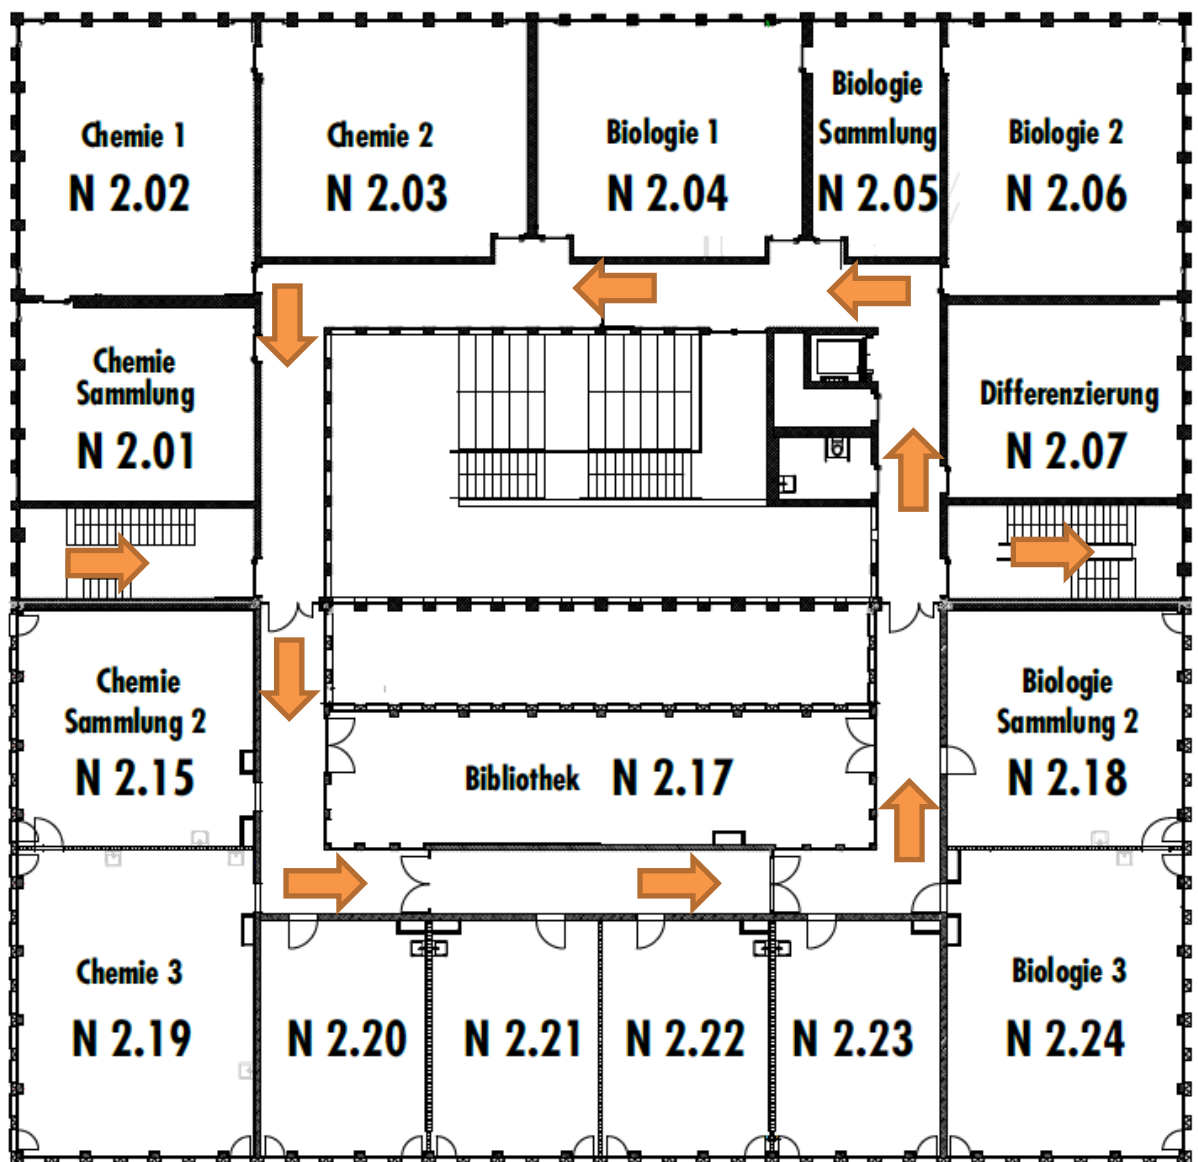 Chemie 1
N 2.02
Chemie 2
N 2.03
Biologie 1
N 2.04
Biologie
Sammlung
N 2.05
Biologie 2
N 2.06
Chemie
Sammlung
N 2.01
Differenzierung
N 2.07
Chemie
Sammlung 2
N 2.15
Bibliothek N 2.17
Biologie
Sammlung 2
N 2.18
Chemie 3
N 2.19
N 2.20
N 2.21
N 2.22
N 2.23
Biologie 3
N 2.24